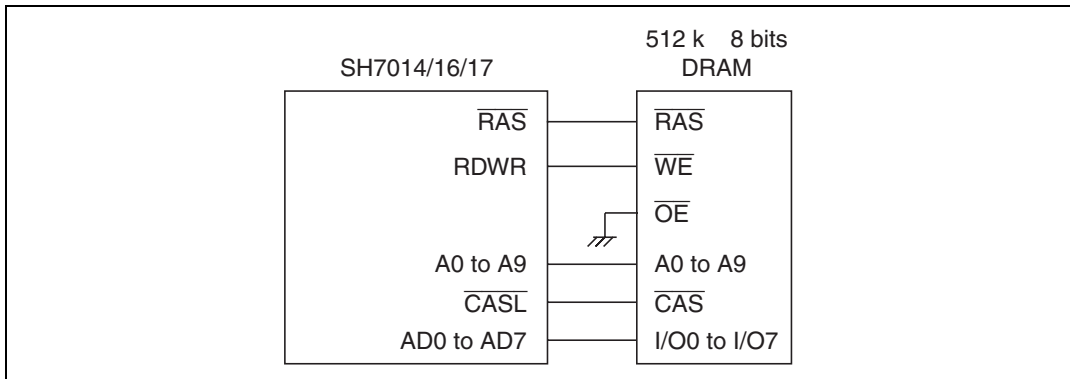 512 k 8 bits
SH7014/16/17 DRAM
RAS RAS
RDWR WE
OE
A0 to A9 A0 to A9
CASL CAS
AD0 to AD7 I/O0 to I/O7